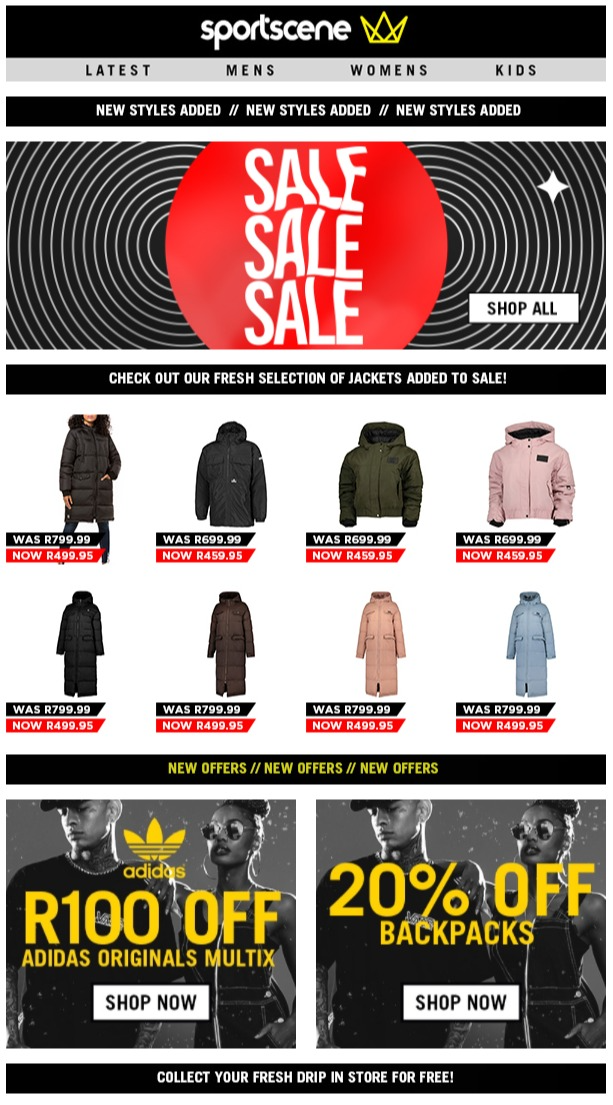 sportscene
LATEST MENS WOMENS KIDS
NEW STYLES ADDED // NEW STYLES ADDED // NEW STYLES ADDED
SALE
SALE
SALE
SHOP ALL
CHECK OUT OUR FRESH SELECTION OF JACKETS ADDED TO SALE!
WAS R799.99
NOW R499.95
WAS R699.99
NOW R459.95
WAS R699.99
NOW R459.95
WAS R699.99
NOW R459.95
WAS R799.99
NOW R499.95
WAS R799.99
NOW R499.95
WAS R799.99
NOW R499.95
WAS R799.99
NOW R499.95
NEW OFFERS // NEW OFFERS // NEW OFFERS
adidas
R100 OFF
ADIDAS ORIGINALS MULTIX
SHOP NOW
20% OFF
BACKPACKS
SHOP NOW
COLLECT YOUR FRESH DRIP IN STORE FOR FREE!